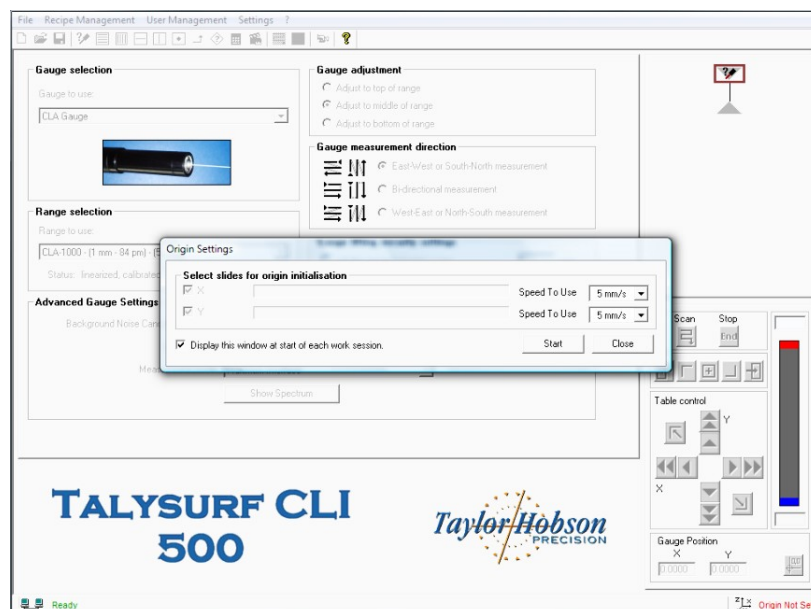 File Recipe Management User Management Settings ?
Gauge selection
Gauge to use:
CLA Gauge
Gauge adjustment
Adjust to top of range
Adjust to middle of range
Adjust to bottom of range
Gauge measurement direction
East-West or South-North measurement
Bi-directional measurement
West-East or North-South measurement
Range selection
Range to use:
CLA-1000 - (1 mm - 84 pm) - (5
Status: linearized, calibrated
Origin Settings
Select slides for origin initialisation
X Speed To Use 5 mm/s
Y Speed To Use 5 mm/s
Display this window at start of each work session.
Start Close
Advanced Gauge Settings
Background Noise Canc
Meas
Show Spectrum
Scan Stop
End
Table control
Y
X
Gauge Position
X Y
0.0000 0.0000
TALYSURF CLI
500
Taylor Hobson
PRECISION
Ready
Z X Origin Not Se